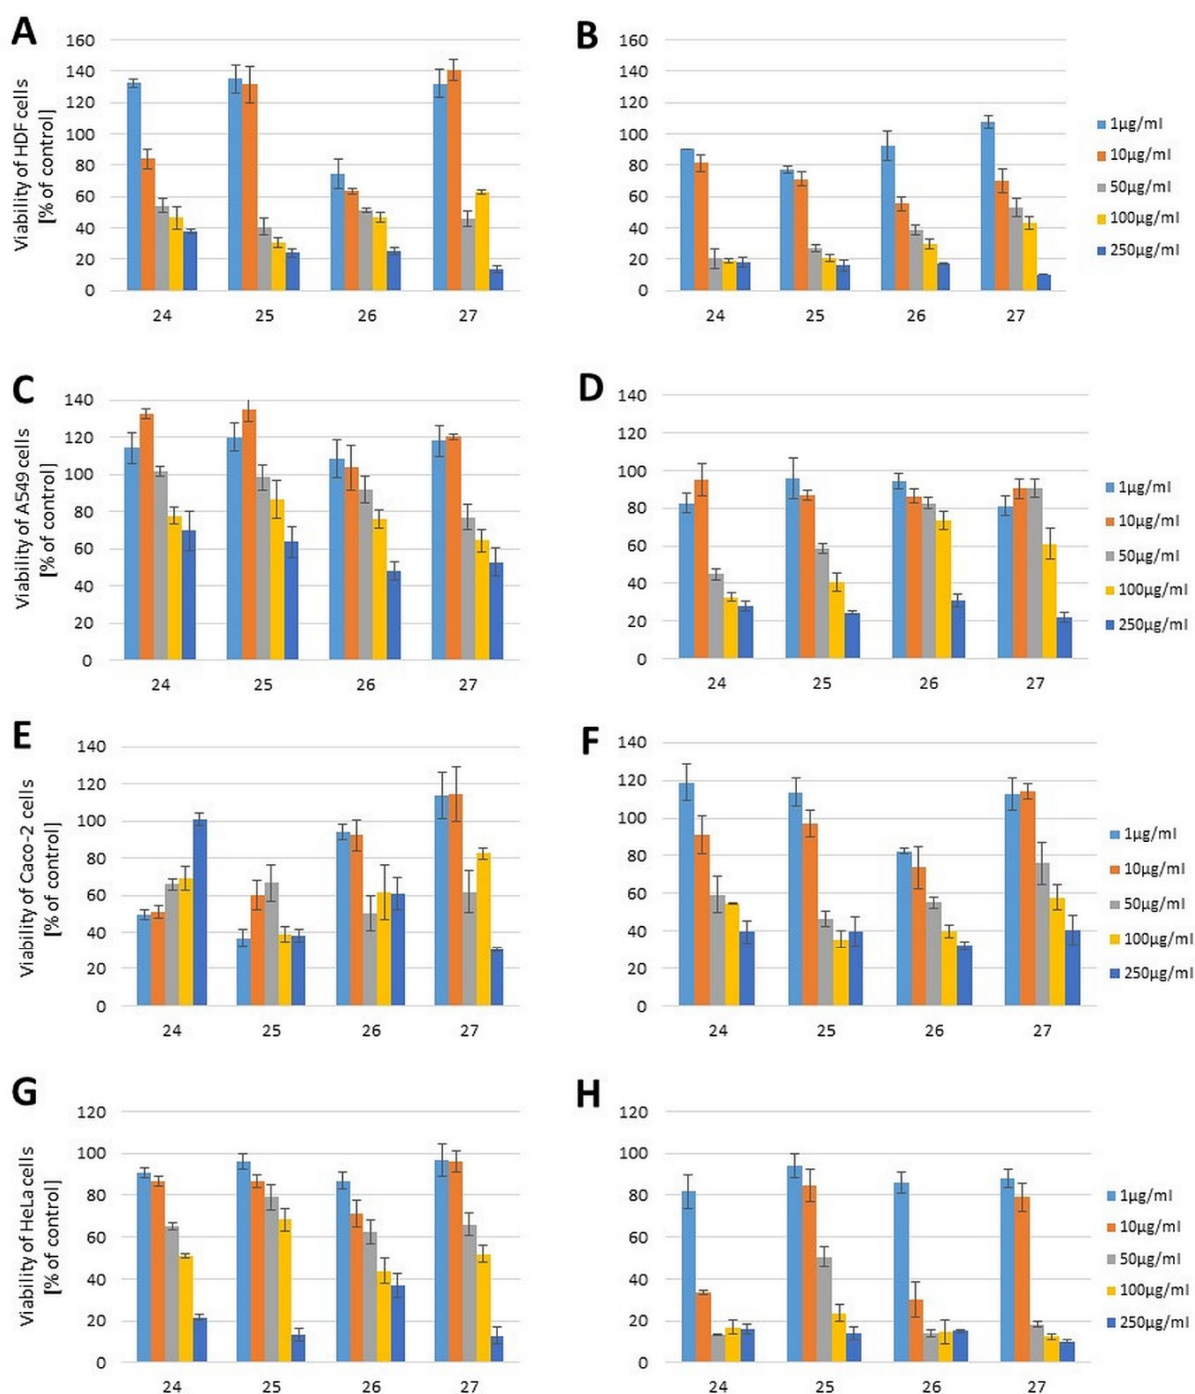 A
Viability of HDF cells
[% of control]
160
140
120
100
80
60
40
20
0
24 25 26 27
B
160
140
120
100
80
60
40
20
0
24 25 26 27
1µg/ml
10µg/ml
50µg/ml
100µg/ml
250µg/ml
C
Viability of A549 cells
[% of control]
140
120
100
80
60
40
20
0
24 25 26 27
D
140
120
100
80
60
40
20
0
24 25 26 27
1µg/ml
10µg/ml
50µg/ml
100µg/ml
250µg/ml
E
Viability of Caco-2 cells
[% of control]
140
120
100
80
60
40
20
0
24 25 26 27
F
140
120
100
80
60
40
20
0
24 25 26 27
1µg/ml
10µg/ml
50µg/ml
100µg/ml
250µg/ml
G
Viability of HeLa cells
[% of control]
120
100
80
60
40
20
0
24 25 26 27
H
120
100
80
60
40
20
0
24 25 26 27
1µg/ml
10µg/ml
50µg/ml
100µg/ml
250µg/ml